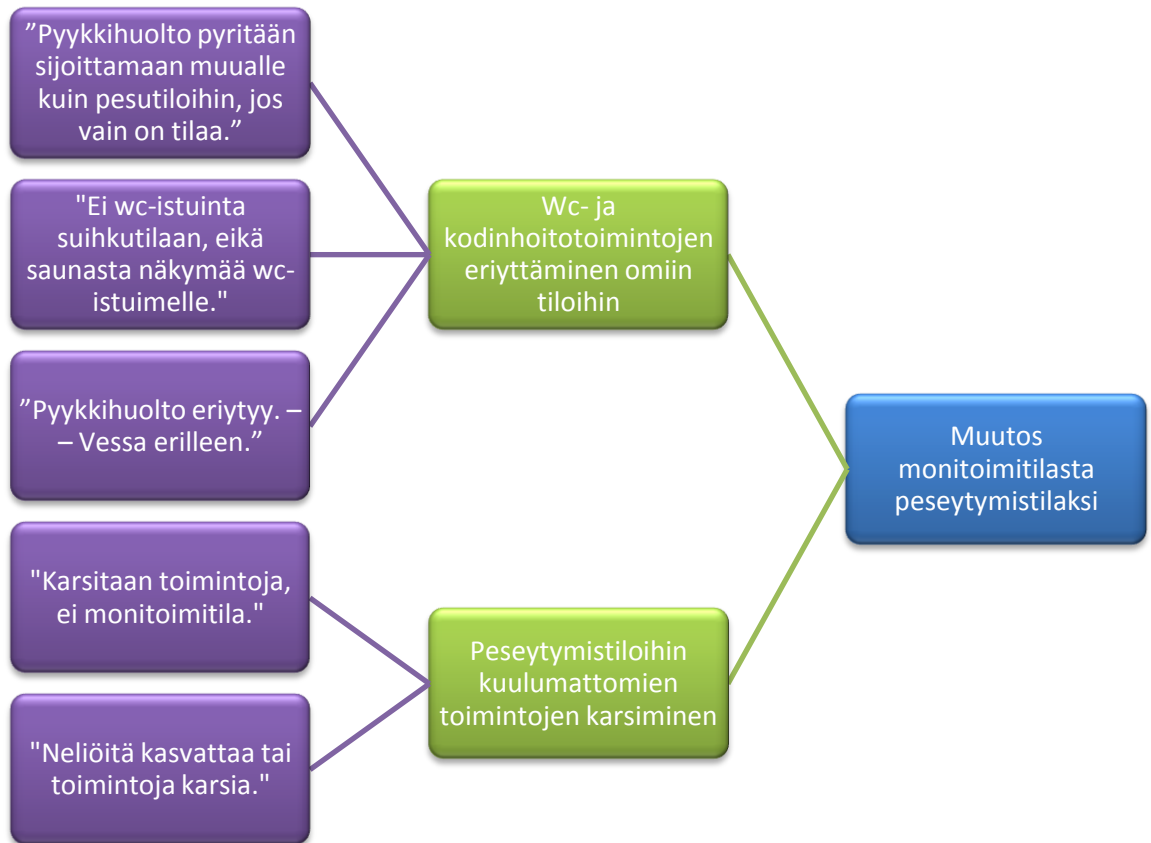 ”Pyykkihuolto pyritään
sijoittamaan muualle
kuin pesutiloihin, jos
vain on tilaa.”
"Ei wc-istuinta
suihkutilaan, eikä
saunasta näkymää wc-
istuimelle."
”Pyykkihuolto eriytyy. –
– Vessa erilleen.”
"Karsitaan toimintoja,
ei monitoimitila."
"Neliöitä kasvattaa tai
toimintoja karsia."
Wc- ja
kodinhoitotoimintojen
eriyttäminen omiin
tiloihin
Peseytymistiloihin
kuulumattomien
toimintojen karsiminen
Muutos
monitoimitilasta
peseytymistilaksi